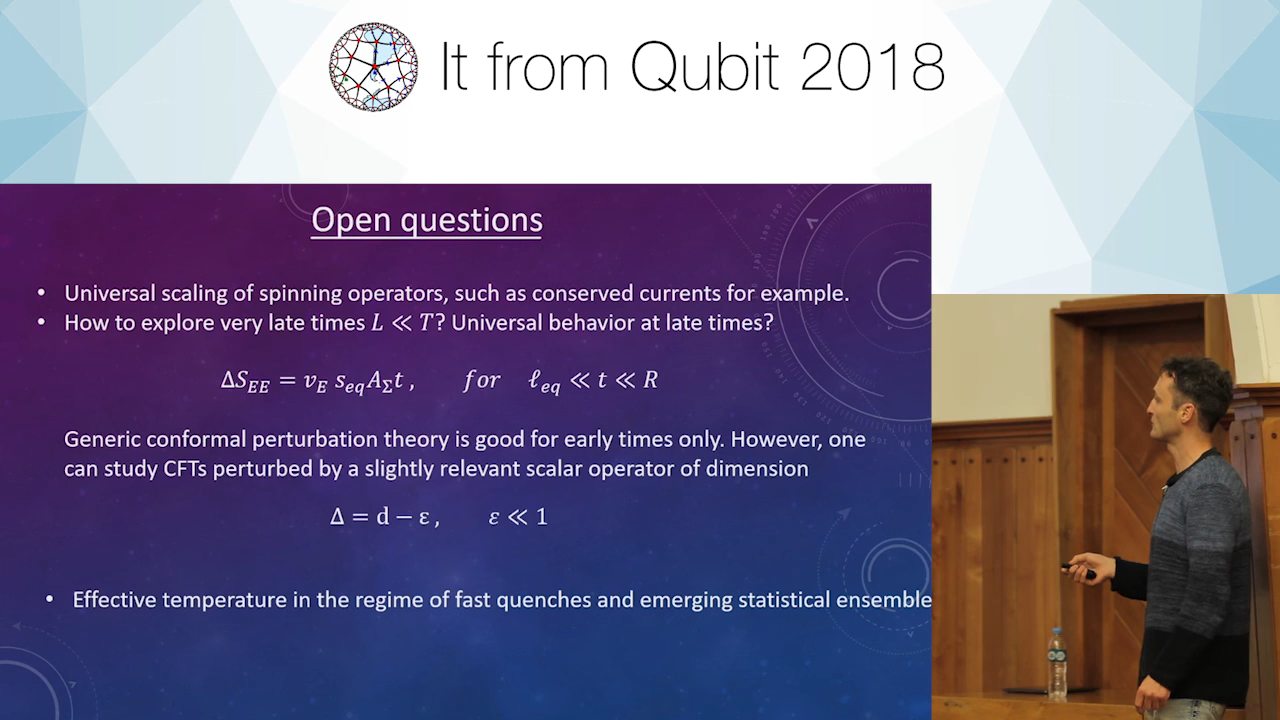 It from Qubit 2018
Open questions
• Universal scaling of spinning operators, such as conserved currents for example.
• How to explore very late times L ≪ T? Universal behavior at late times?
ΔS_EE = v_E s_eq A_Σ t , for ℓ_eq ≪ t ≪ R
Generic conformal perturbation theory is good for early times only. However, one
can study CFTs perturbed by a slightly relevant scalar operator of dimension
Δ = d − ε , ε ≪ 1
• Effective temperature in the regime of fast quenches and emerging statistical ensemble